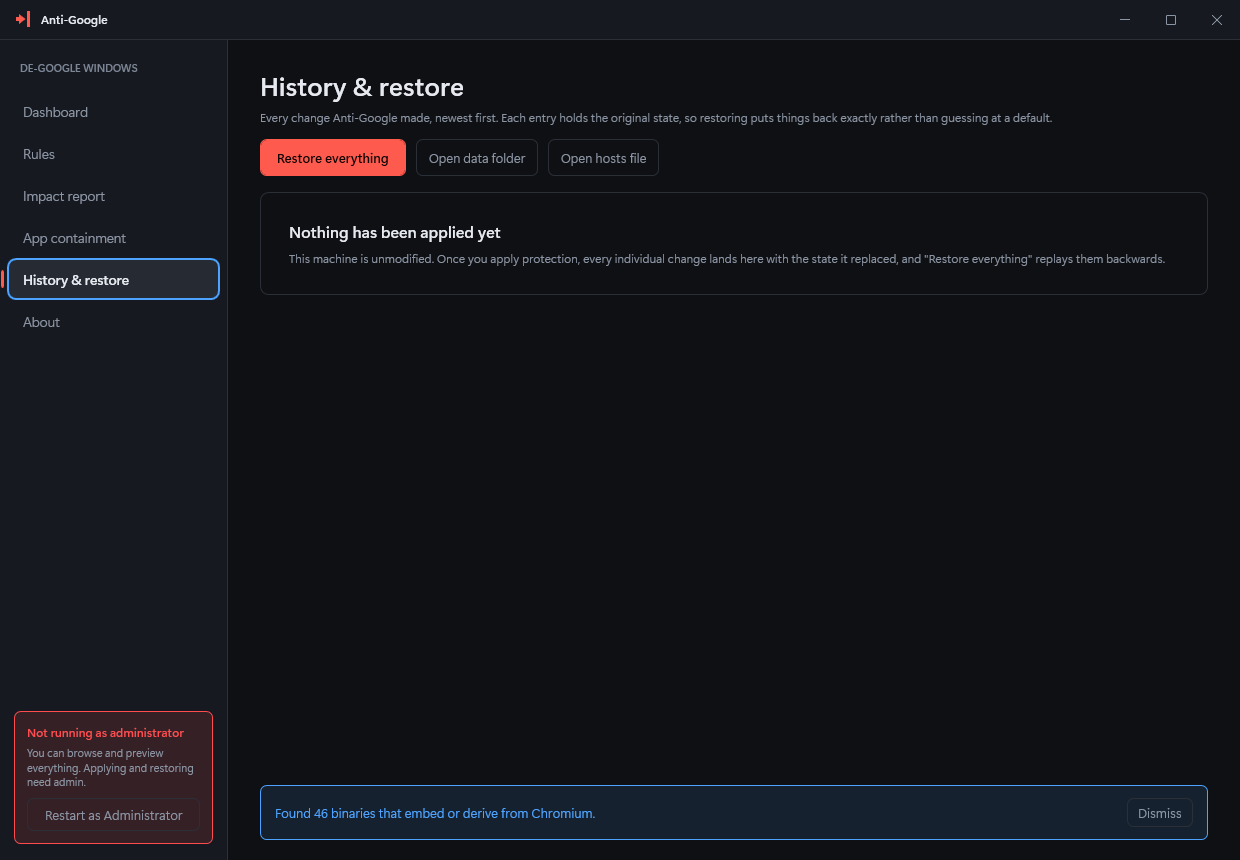 Anti-Google
DE-GOOGLE WINDOWS
Dashboard
Rules
Impact report
App containment
History & restore
About
Not running as administrator
You can browse and preview
everything. Applying and restoring
need admin.
Restart as Administrator
History & restore
Every change Anti-Google made, newest first. Each entry holds the original state, so restoring puts things back exactly rather than guessing at a default.
Restore everything
Open data folder
Open hosts file
Nothing has been applied yet
This machine is unmodified. Once you apply protection, every individual change lands here with the state it replaced, and "Restore everything" replays them backwards.
Found 46 binaries that embed or derive from Chromium.
Dismiss